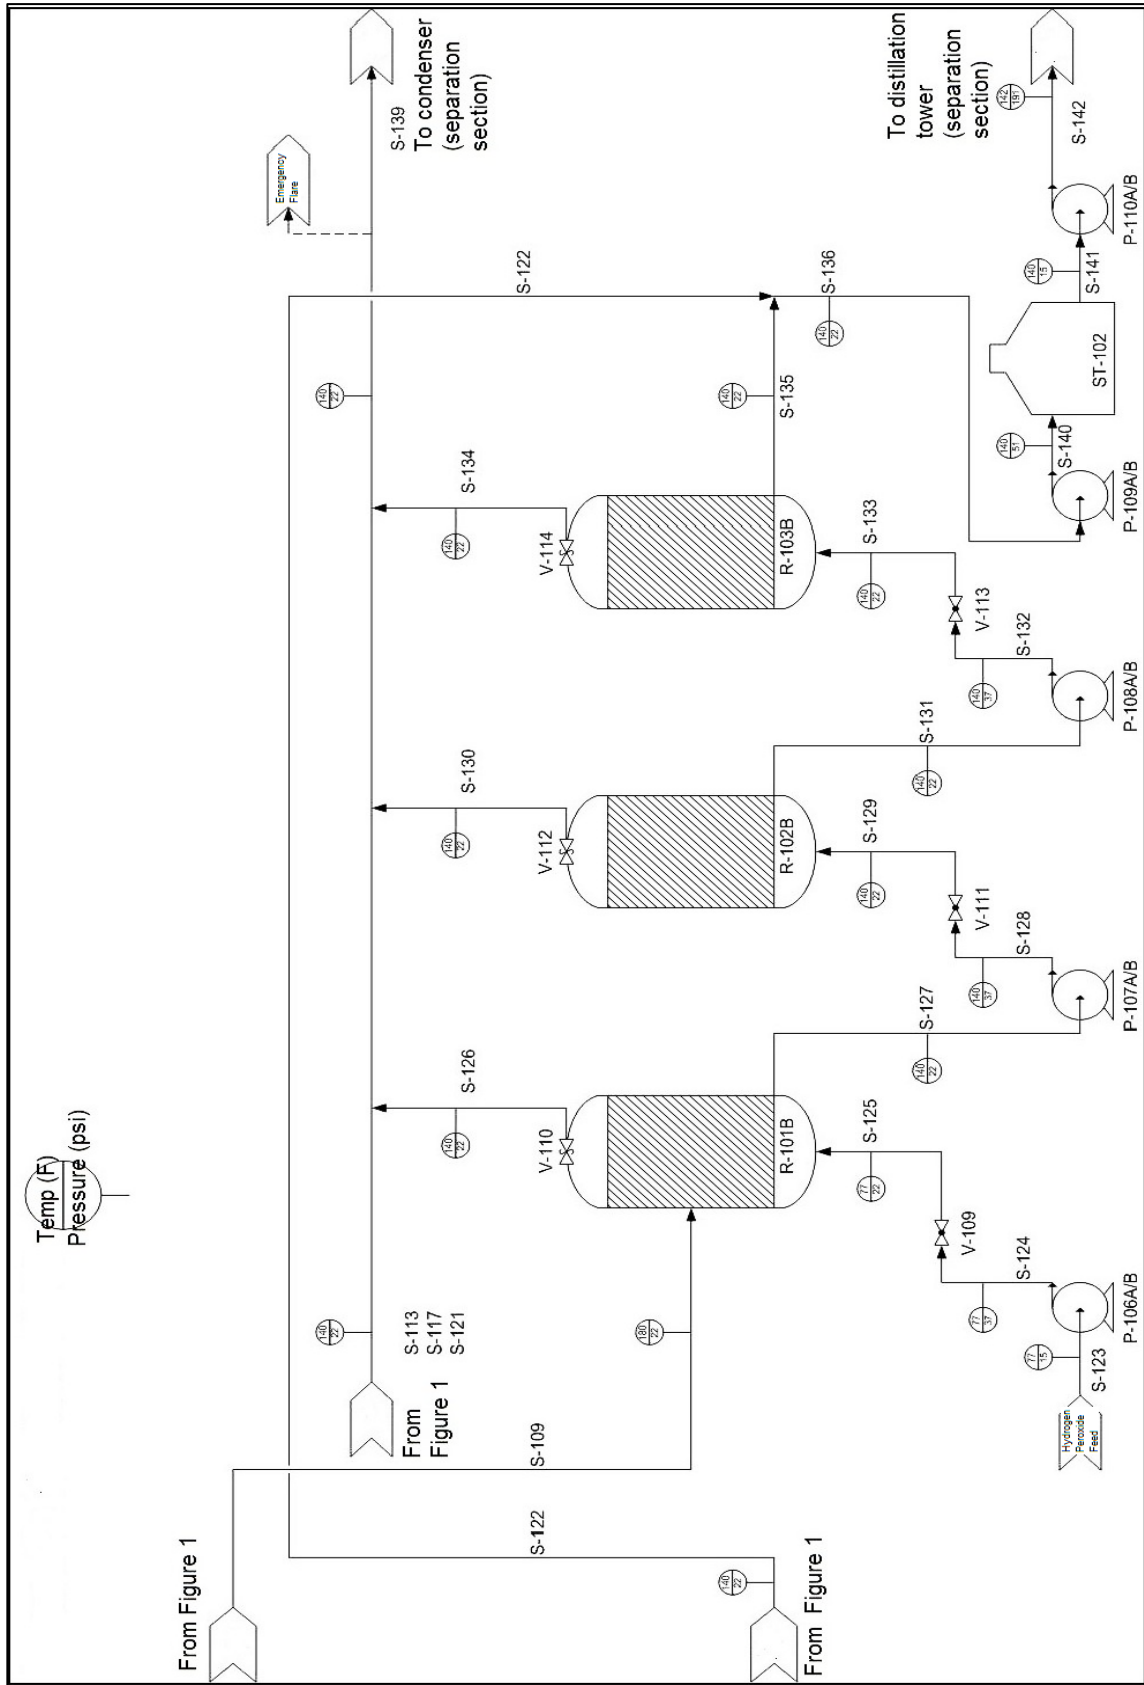 Temp (F)
Pressure (psi)
From Figure 1
Emergency
Flare
140
22
140
22
S-139
To condenser
(separation
section)
From
Figure 1
S-113
S-117
S-121
140
22
140
22
140
22
S-126
S-130
S-134
S-122
S-109
S-122
V-110
V-112
V-114
180
22
140
22
140
22
R-101B
R-102B
R-103B
S-135
From Figure 1
140
22
S-136
77
22
140
22
140
22
S-125
S-129
S-133
To distillation
tower
(separation
section)
140
22
140
22
S-127
S-131
V-109
V-111
V-113
77
37
140
37
140
37
S-124
S-128
S-132
77
15
140
51
140
15
142
191
Hydrogen
Peroxide
Feed
S-123
S-140
ST-102
S-141
S-142
P-106A/B
P-107A/B
P-108A/B
P-109A/B
P-110A/B